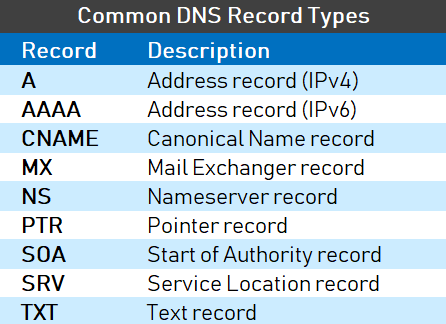 Common DNS Record Types
Record Description
A Address record (IPv4)
AAAA Address record (IPv6)
CNAME Canonical Name record
MX Mail Exchanger record
NS Nameserver record
PTR Pointer record
SOA Start of Authority record
SRV Service Location record
TXT Text record